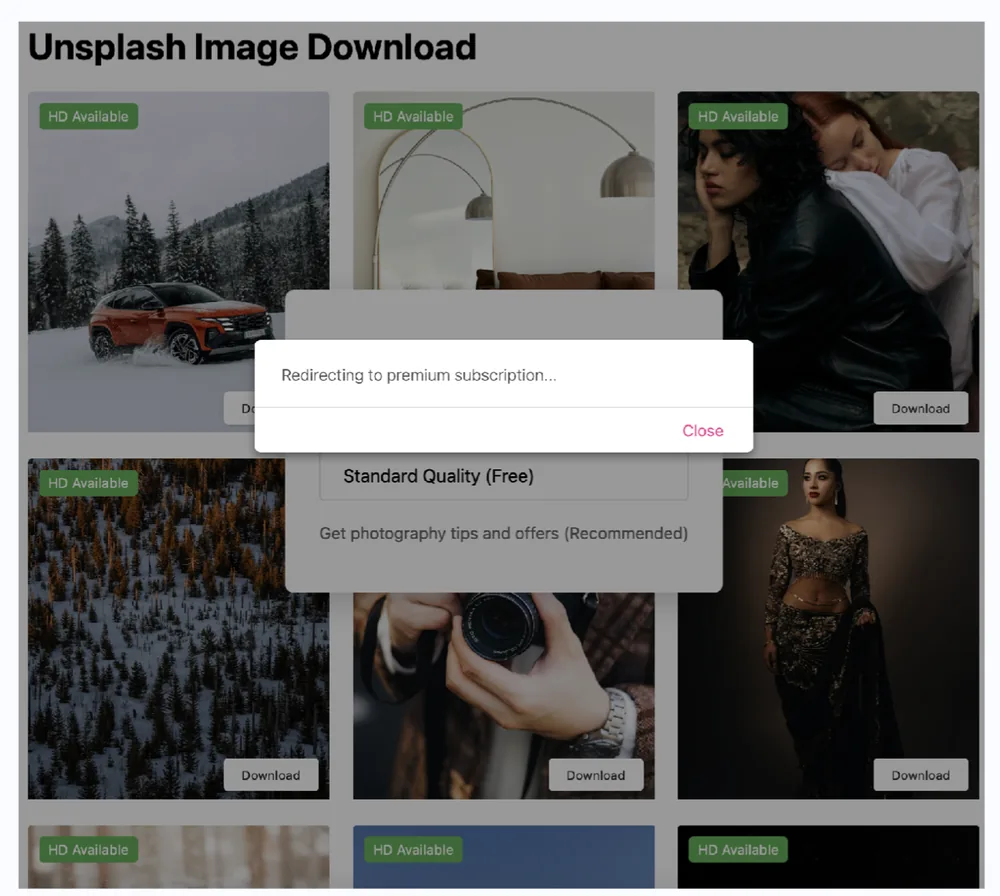 Unsplash Image Download
HD Available
HD Available
HD Available
Redirecting to premium subscription...
Close
Download
Standard Quality (Free)
Get photography tips and offers (Recommended)
HD Available
Available
Download
Download
Download
HD Available
HD Available
HD Available